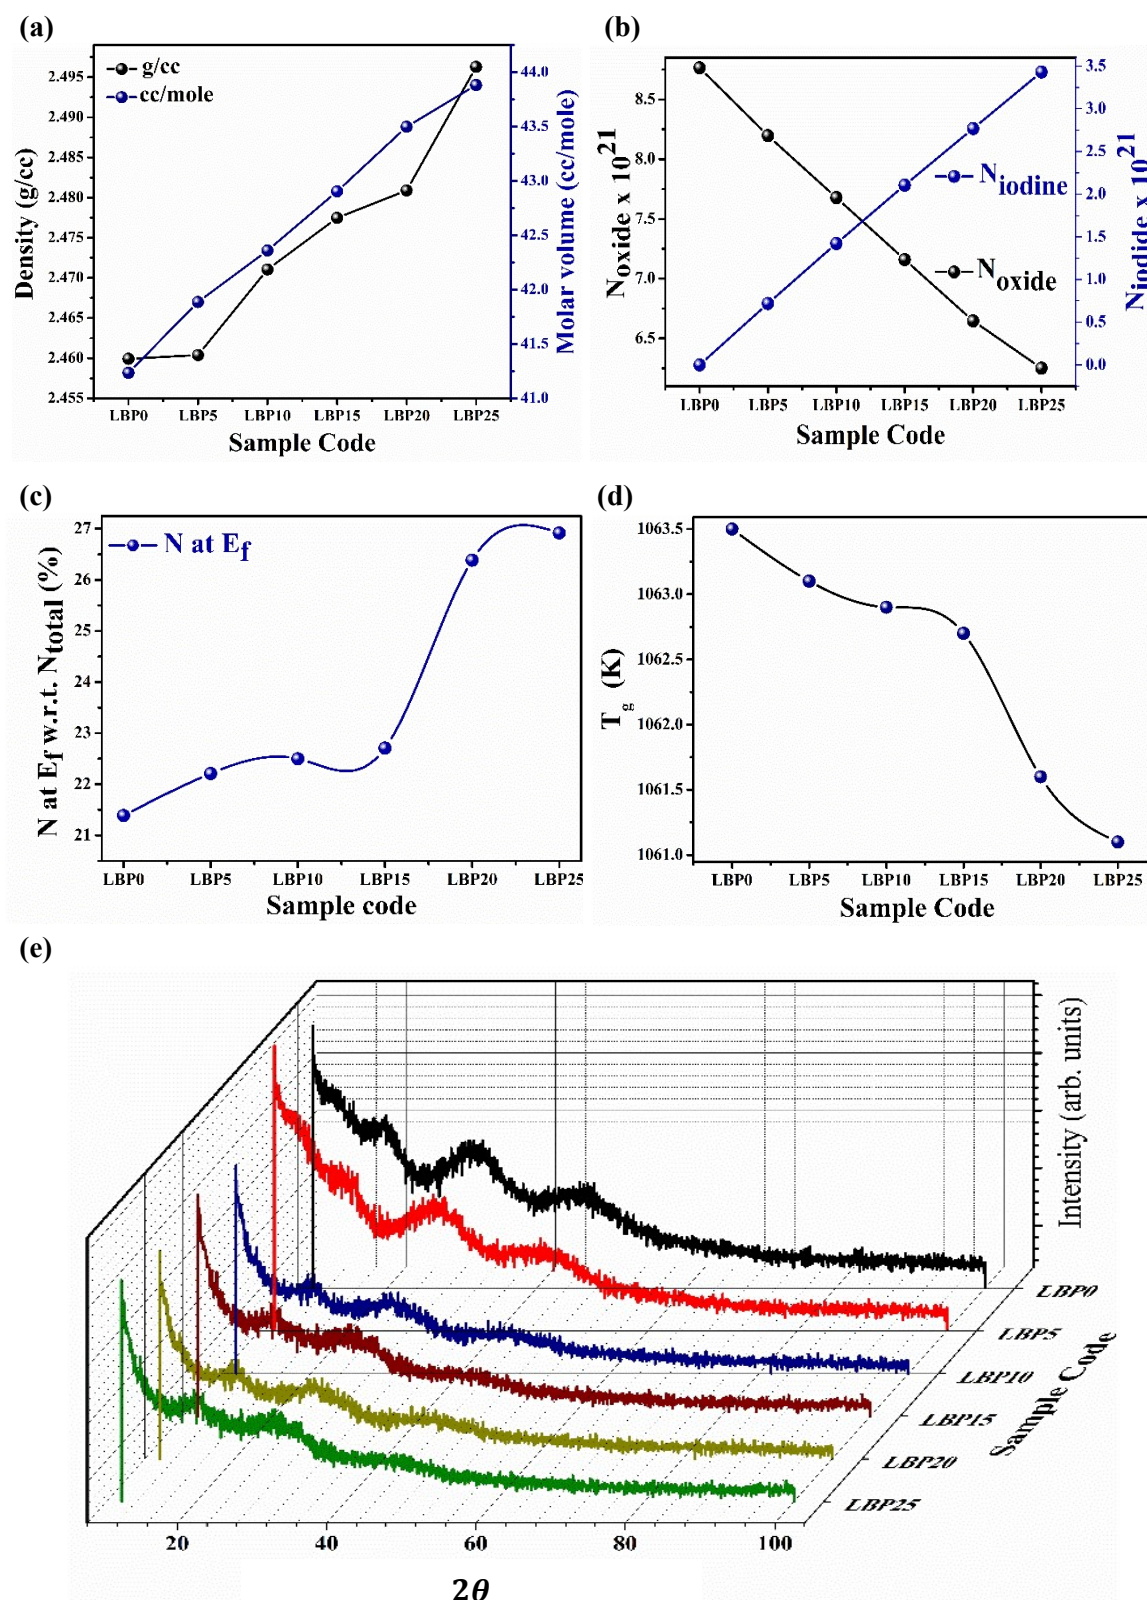 (a)
g/cc
cc/mole
Density (g/cc)
2.495
2.490
2.485
2.480
2.475
2.470
2.465
2.460
2.455
44.0
43.5
43.0
42.5
42.0
41.5
41.0
Molar volume (cc/mole)
LBP0 LBP5 LBP10 LBP15 LBP20 LBP25
Sample Code
(b)
Noxide x 10^21
8.5
8.0
7.5
7.0
6.5
Niodine
Noxide
3.5
3.0
2.5
2.0
1.5
1.0
0.5
0.0
Niodide x 10^21
LBP0 LBP5 LBP10 LBP15 LBP20 LBP25
Sample Code
(c)
N at Ef
N at Ef w.r.t. Ntotal (%)
27
26
25
24
23
22
21
LBP0 LBP5 LBP10 LBP15 LBP20 LBP25
Sample code
(d)
Tg (K)
1063.5
1063.0
1062.5
1062.0
1061.5
1061.0
LBP0 LBP5 LBP10 LBP15 LBP20 LBP25
Sample Code
(e)
Intensity (arb. units)
LBP0
LBP5
LBP10
LBP15
LBP20
LBP25
Sample Code
20 40 60 80 100
2θ